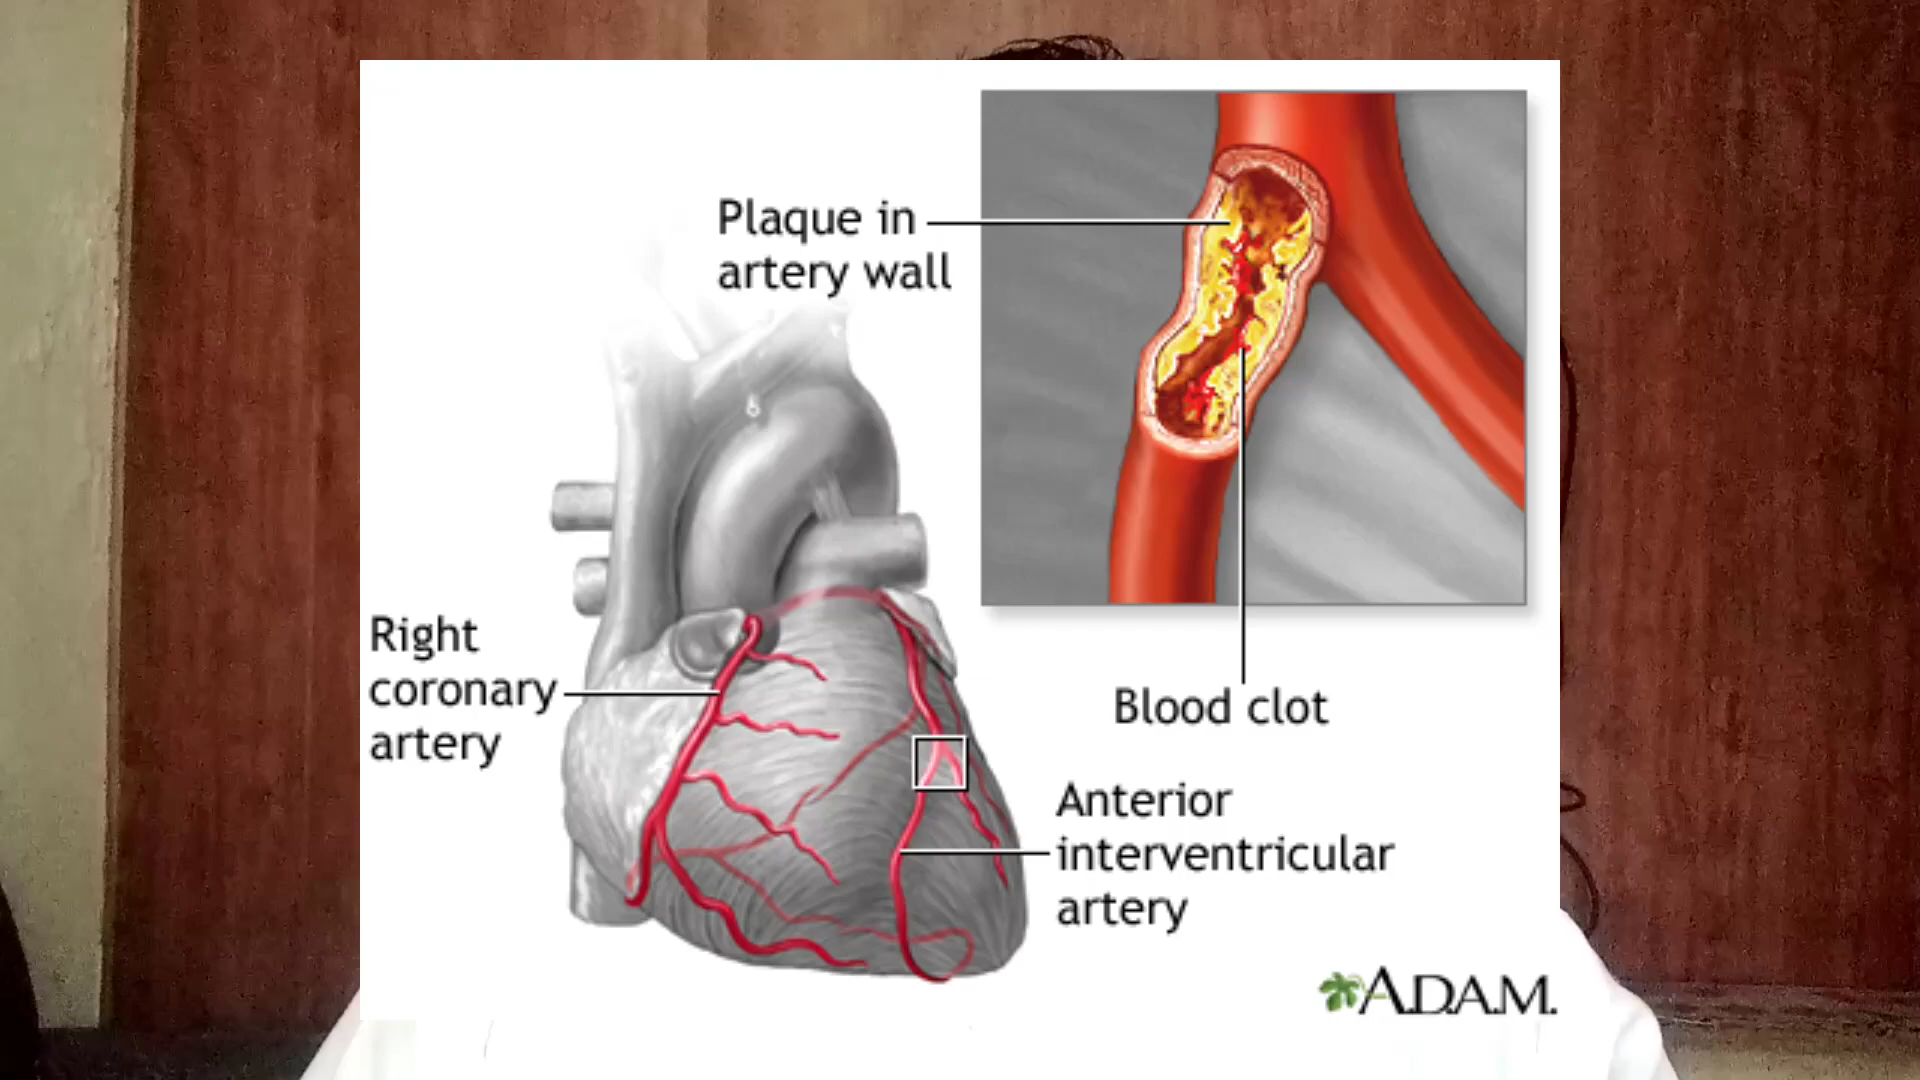 Plaque in
artery wall
Right
coronary
artery
Blood clot
Anterior
interventricular
artery
A.D.A.M.